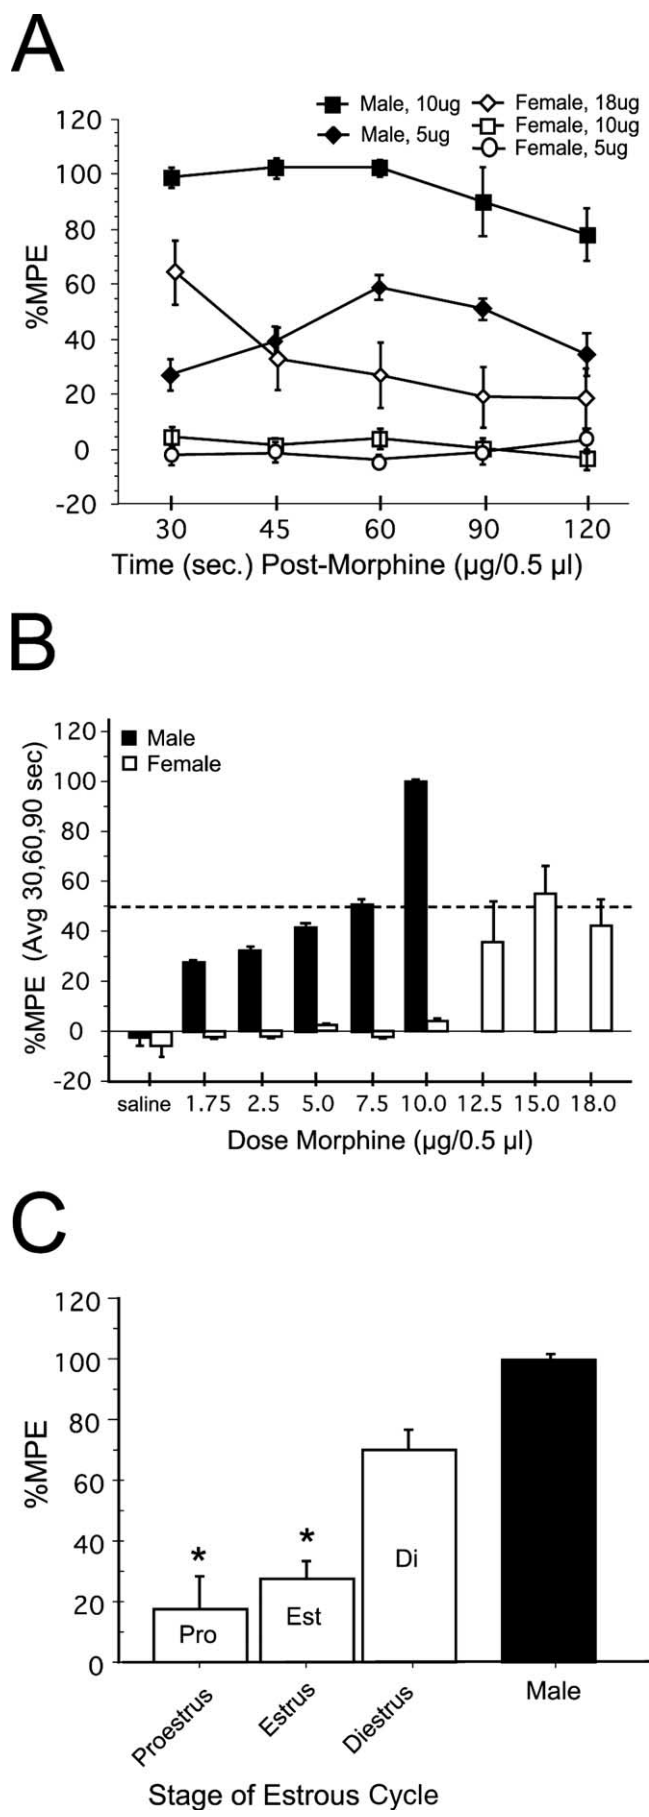 A
Male, 10ug
Male, 5ug
Female, 18ug
Female, 10ug
Female, 5ug
%MPE
120
100
80
60
40
20
0
-20
30 45 60 90 120
Time (sec.) Post-Morphine (µg/0.5 µl)
B
Male
Female
%MPE (Avg 30,60,90 sec)
120
100
80
60
40
20
0
-20
saline 1.75 2.5 5.0 7.5 10.0 12.5 15.0 18.0
Dose Morphine (µg/0.5 µl)
C
%MPE
120
100
80
60
40
20
0
* *
Pro Est Di
Proestrus Estrus Diestrus Male
Stage of Estrous Cycle